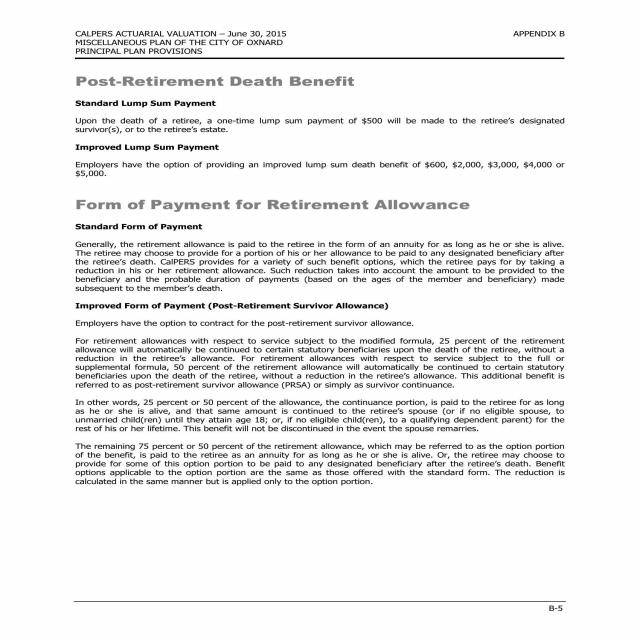 CALPERS ACTUARIAL VALUATION – June 30, 2015
APPENDIX B
MISCELLANEOUS PLAN OF THE CITY OF OXNARD
PRINCIPAL PLAN PROVISIONS
Post-Retirement Death Benefit
Standard Lump Sum Payment
Upon the death of a retiree, a one-time lump sum payment of $500 will be made to the retiree's designated
survivor(s), or to the retiree's estate.
Improved Lump Sum Payment
Employers have the option of providing an improved lump sum death benefit of $600, $2,000, $3,000, $4,000 or
$5,000.
Form of Payment for Retirement Allowance
Standard Form of Payment
Generally, the retirement allowance is paid to the retiree in the form of an annuity for as long as he or she is alive.
The retiree may choose to provide for a portion of his or her allowance to be paid to any designated beneficiary after
the retiree's death. CalPERS provides for a variety of such benefit options, which the retiree pays for by taking a
reduction in his or her retirement allowance. Such reduction takes into account the amount to be provided to the
beneficiary and the probable duration of payments (based on the ages of the member and beneficiary) made
subsequent to the member's death.
Improved Form of Payment (Post-Retirement Survivor Allowance)
Employers have the option to contract for the post-retirement survivor allowance.
For retirement allowances with respect to service subject to the modified formula, 25 percent of the retirement
allowance will automatically be continued to certain statutory beneficiaries upon the death of the retiree, without a
reduction in the retiree's allowance. For retirement allowances with respect to service subject to the full or
supplemental formula, 50 percent of the retirement allowance will automatically be continued to certain statutory
beneficiaries upon the death of the retiree, without a reduction in the retiree's allowance. This additional benefit is
referred to as post-retirement survivor allowance (PRSA) or simply as survivor continuance.
In other words, 25 percent or 50 percent of the allowance, the continuance portion, is paid to the retiree for as long
as he or she is alive, and that same amount is continued to the retiree's spouse (or if no eligible spouse, to
unmarried child(ren) until they attain age 18; or, if no eligible child(ren), to a qualifying dependent parent) for the
rest of his or her lifetime. This benefit will not be discontinued in the event the spouse remarries.
The remaining 75 percent or 50 percent of the retirement allowance, which may be referred to as the option portion
of the benefit, is paid to the retiree as an annuity for as long as he or she is alive. Or, the retiree may choose to
provide for some of this option portion to be paid to any designated beneficiary after the retiree's death. Benefit
options applicable to the option portion are the same as those offered with the standard form. The reduction is
calculated in the same manner but is applied only to the option portion.
B-5